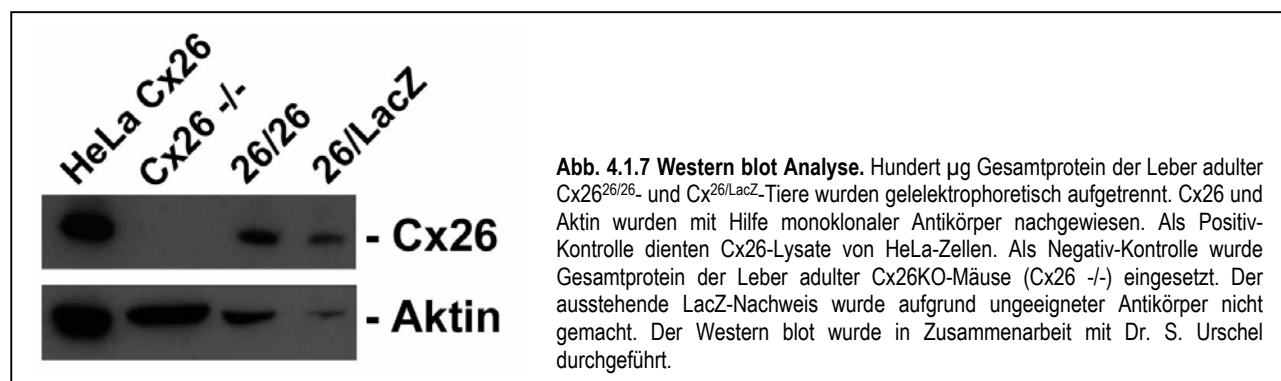 HeLa Cx26
Cx26 -/-
26/26
26/LacZ
- Cx26
- Aktin
Abb. 4.1.7 Western blot Analyse. Hundert µg Gesamtprotein der Leber adulter
Cx26²⁶/²⁶- und Cx²⁶/LacZ-Tiere wurden gelelektrophoretisch aufgetrennt. Cx26 und
Aktin wurden mit Hilfe monoklonaler Antikörper nachgewiesen. Als Positiv-
Kontrolle dienten Cx26-Lysate von HeLa-Zellen. Als Negativ-Kontrolle wurde
Gesamtprotein der Leber adulter Cx26KO-Mäuse (Cx26 -/-) eingesetzt. Der
ausstehende LacZ-Nachweis wurde aufgrund ungeeigneter Antikörper nicht
gemacht. Der Western blot wurde in Zusammenarbeit mit Dr. S. Urschel
durchgeführt.